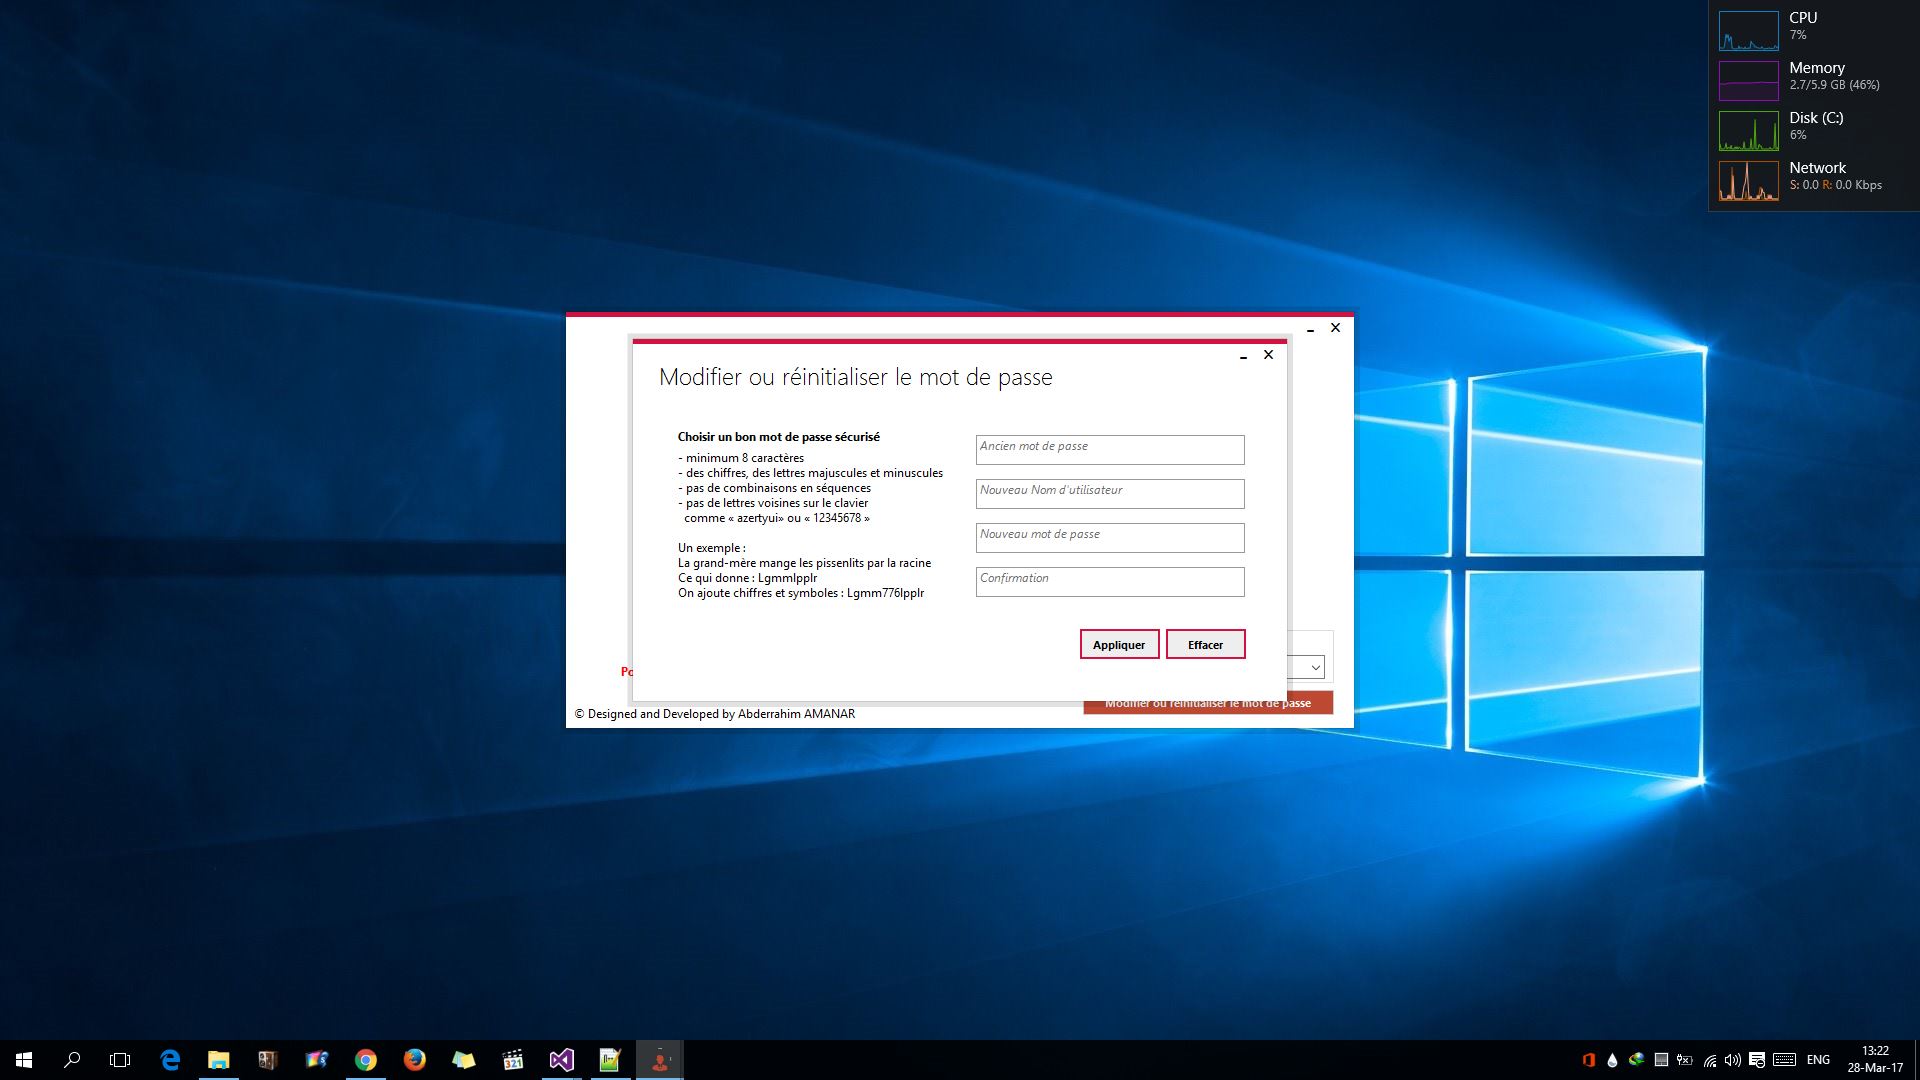 CPU
7%
Memory
2.7/5.9 GB (46%)
Disk (C:)
6%
Network
S: 0.0 R: 0.0 Kbps
Modifier ou réinitialiser le mot de passe
Choisir un bon mot de passe sécurisé
- minimum 8 caractères
- des chiffres, des lettres majuscules et minuscules
- pas de combinaisons en séquences
- pas de lettres voisines sur le clavier
comme « azertyui» ou « 12345678 »
Un exemple :
La grand-mère mange les pissenlits par la racine
Ce qui donne : Lgmmlpplr
On ajoute chiffres et symboles : Lgmm776lpplr
Ancien mot de passe
Nouveau Nom d'utilisateur
Nouveau mot de passe
Confirmation
Appliquer
Effacer
Modifier ou réinitialiser le mot de passe
© Designed and Developed by Abderrahim AMANAR
321
ENG
13:22
28-Mar-17